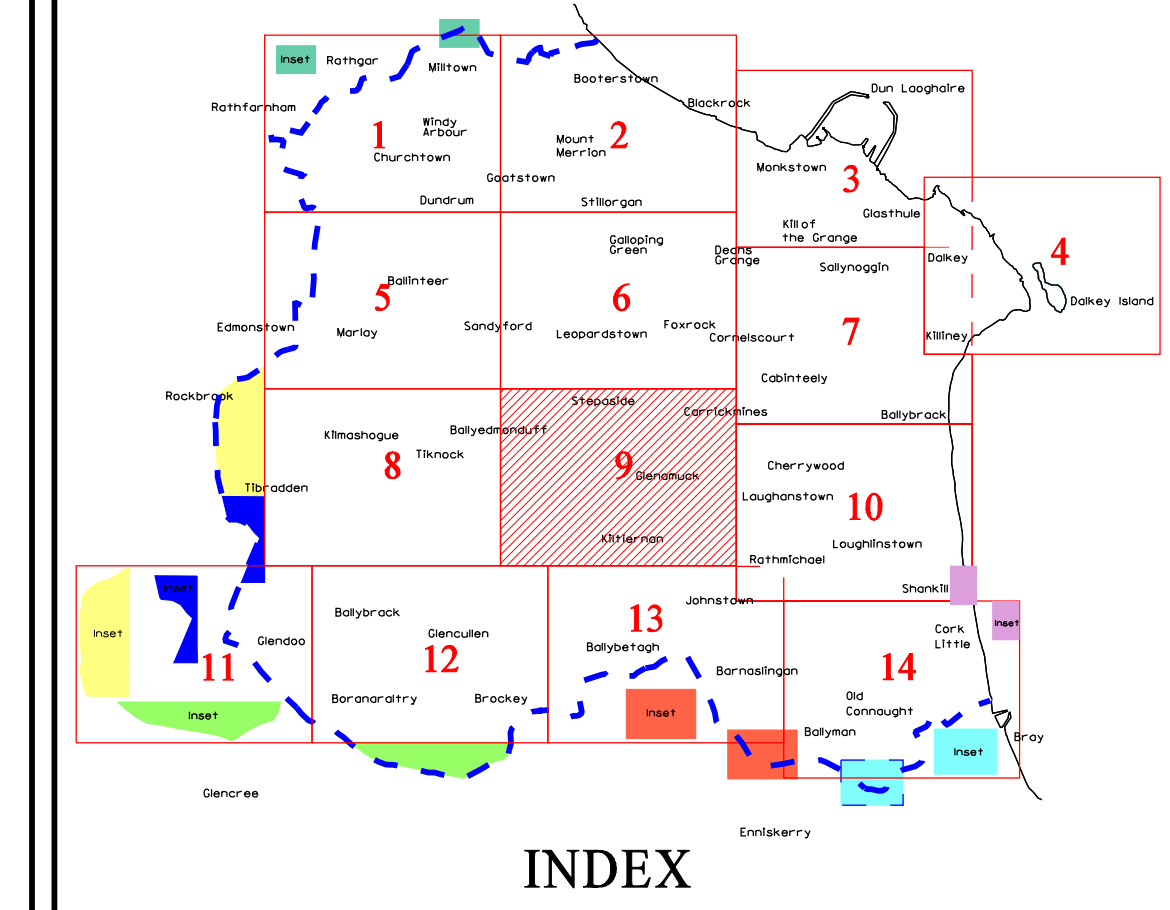 Inset
Rathgar
Milltown
Booterstown
Rathfarnham
Blackrock
Dun Laoghaire
Windy
Arbour
1
Churchtown
Mount
Merrion
2
Goatstown
Monkstown
3
Dundrum
Stillorgan
Glasthule
Kill of
the Grange
Galloping
Green
Deans
Grange
Sallynoggin
Dalkey
4
Dalkey Island
Ballinteer
5
6
7
Edmonstown
Marlay
Sandyford
Leopardstown
Foxrock
Cornelscourt
Killiney
Cabinteely
Rockbrook
Stepaside
Carrickmines
Ballybrack
Kilmashogue
Ballyedmonduff
Tiknock
8
9
Glenamuck
Cherrywood
Laughanstown
10
Tibradden
Kiltiernan
Loughlinstown
Rathmichael
Shankill
Inset
Inset
Glendoo
11
Inset
Ballybrack
Glencullen
12
Boranaraltry
Brockey
Johnstown
13
Ballybetagh
Barnaslingan
Inset
Inset
Cork
Little
14
Old
Connaught
Ballyman
Inset
Bray
Glencree
Enniskerry
INDEX